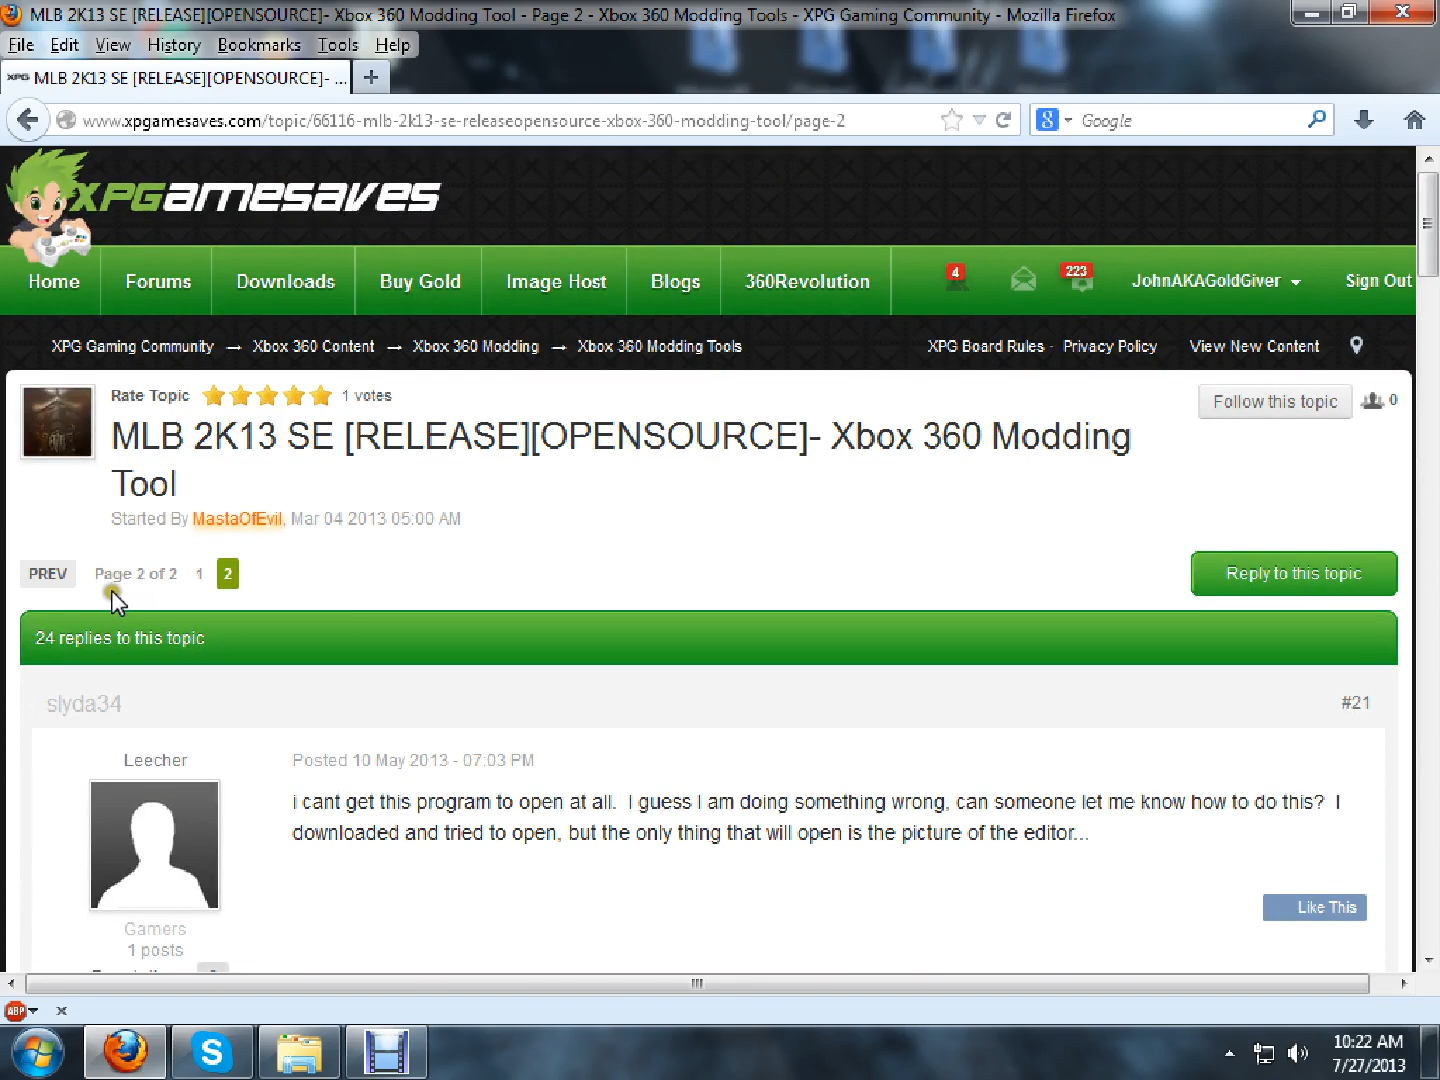 MLB 2K13 SE [RELEASE][OPENSOURCE]- Xbox 360 Modding Tool - Page 2 - Xbox 360 Modding Tools - XPG Gaming Community - Mozilla Firefox
File Edit View History Bookmarks Tools Help
XPG MLB 2K13 SE [RELEASE][OPENSOURCE]- ...
www.xpgamesaves.com/topic/66116-mlb-2k13-se-releaseopensource-xbox-360-modding-tool/page-2
8 Google
XPGamesaves
Home Forums Downloads Buy Gold Image Host Blogs 360Revolution 4 223 JohnAKAGoldGiver Sign Out
XPG Gaming Community → Xbox 360 Content → Xbox 360 Modding → Xbox 360 Modding Tools XPG Board Rules · Privacy Policy View New Content
Rate Topic 1 votes
Follow this topic 0
MLB 2K13 SE [RELEASE][OPENSOURCE]- Xbox 360 Modding
Tool
Started By MastaOfEvil, Mar 04 2013 05:00 AM
PREV Page 2 of 2 1 2
Reply to this topic
24 replies to this topic
slyda34 #21
Leecher
Posted 10 May 2013 - 07:03 PM
i cant get this program to open at all. I guess I am doing something wrong, can someone let me know how to do this? I
downloaded and tried to open, but the only thing that will open is the picture of the editor...
Like This
Gamers
1 posts
ABP
10:22 AM
7/27/2013